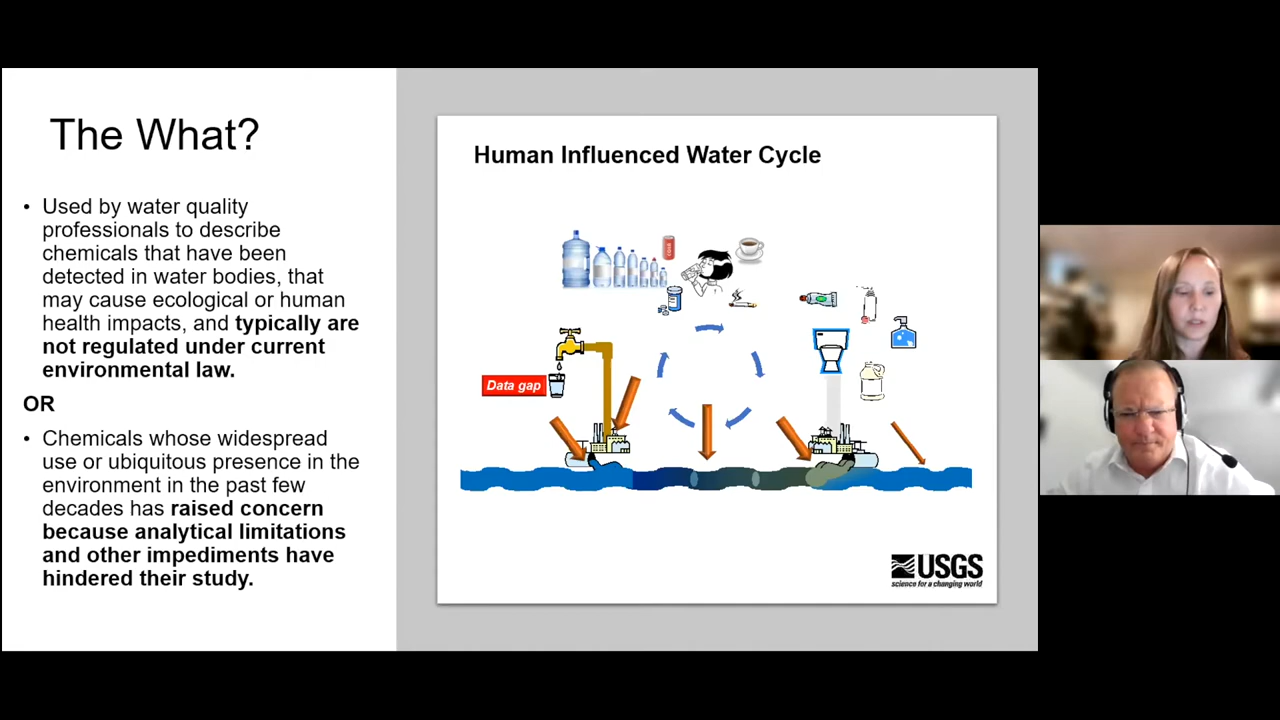 The What?
• Used by water quality
professionals to describe
chemicals that have been
detected in water bodies, that
may cause ecological or human
health impacts, and typically are
not regulated under current
environmental law.
OR
• Chemicals whose widespread
use or ubiquitous presence in the
environment in the past few
decades has raised concern
because analytical limitations
and other impediments have
hindered their study.
Human Influenced Water Cycle
Data gap
USGS
science for a changing world